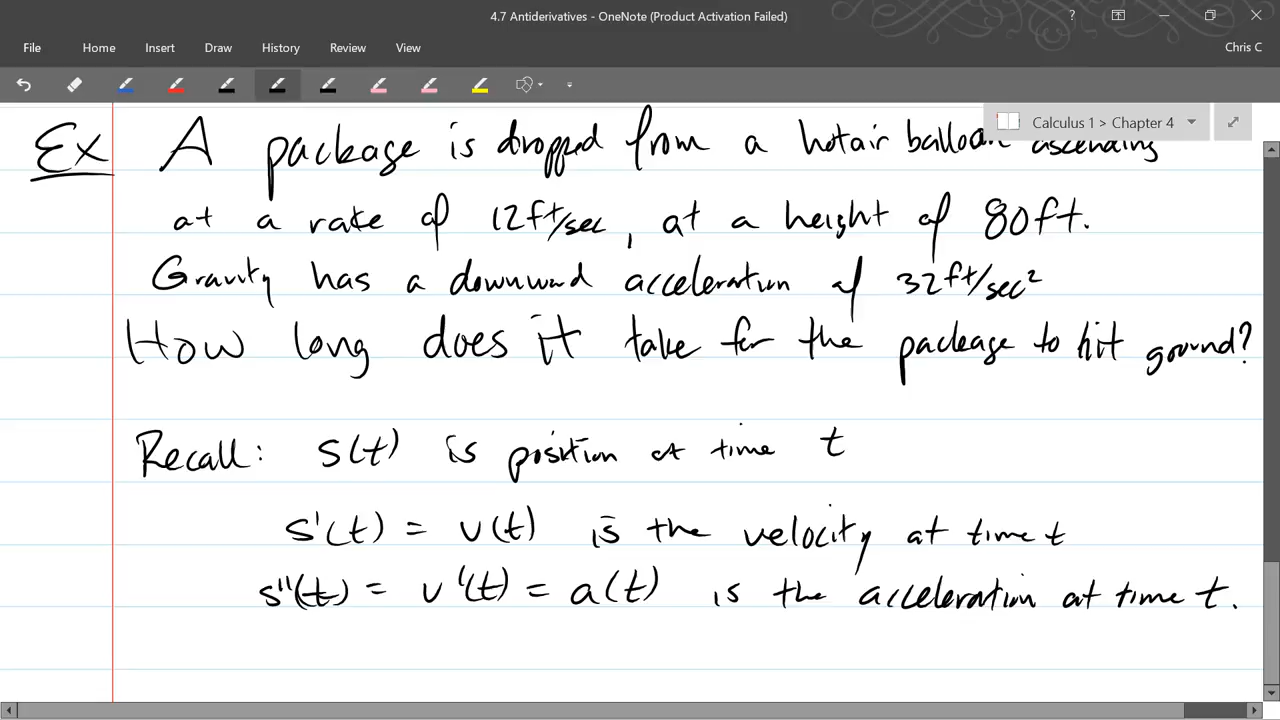 4.7 Antiderivatives - OneNote (Product Activation Failed)
?
File Home Insert Draw History Review View
Chris C
Calculus 1 > Chapter 4
Ex A package is dropped from a hotair balloon ascending
at a rate of 12ft/sec, at a height of 80ft.
Gravity has a downward acceleration of 32ft/sec²
How long does it take for the package to hit ground?
Recall: s(t) is position at time t
s'(t) = v(t) is the velocity at time t
s''(t) = v'(t) = a(t) is the acceleration at time t.